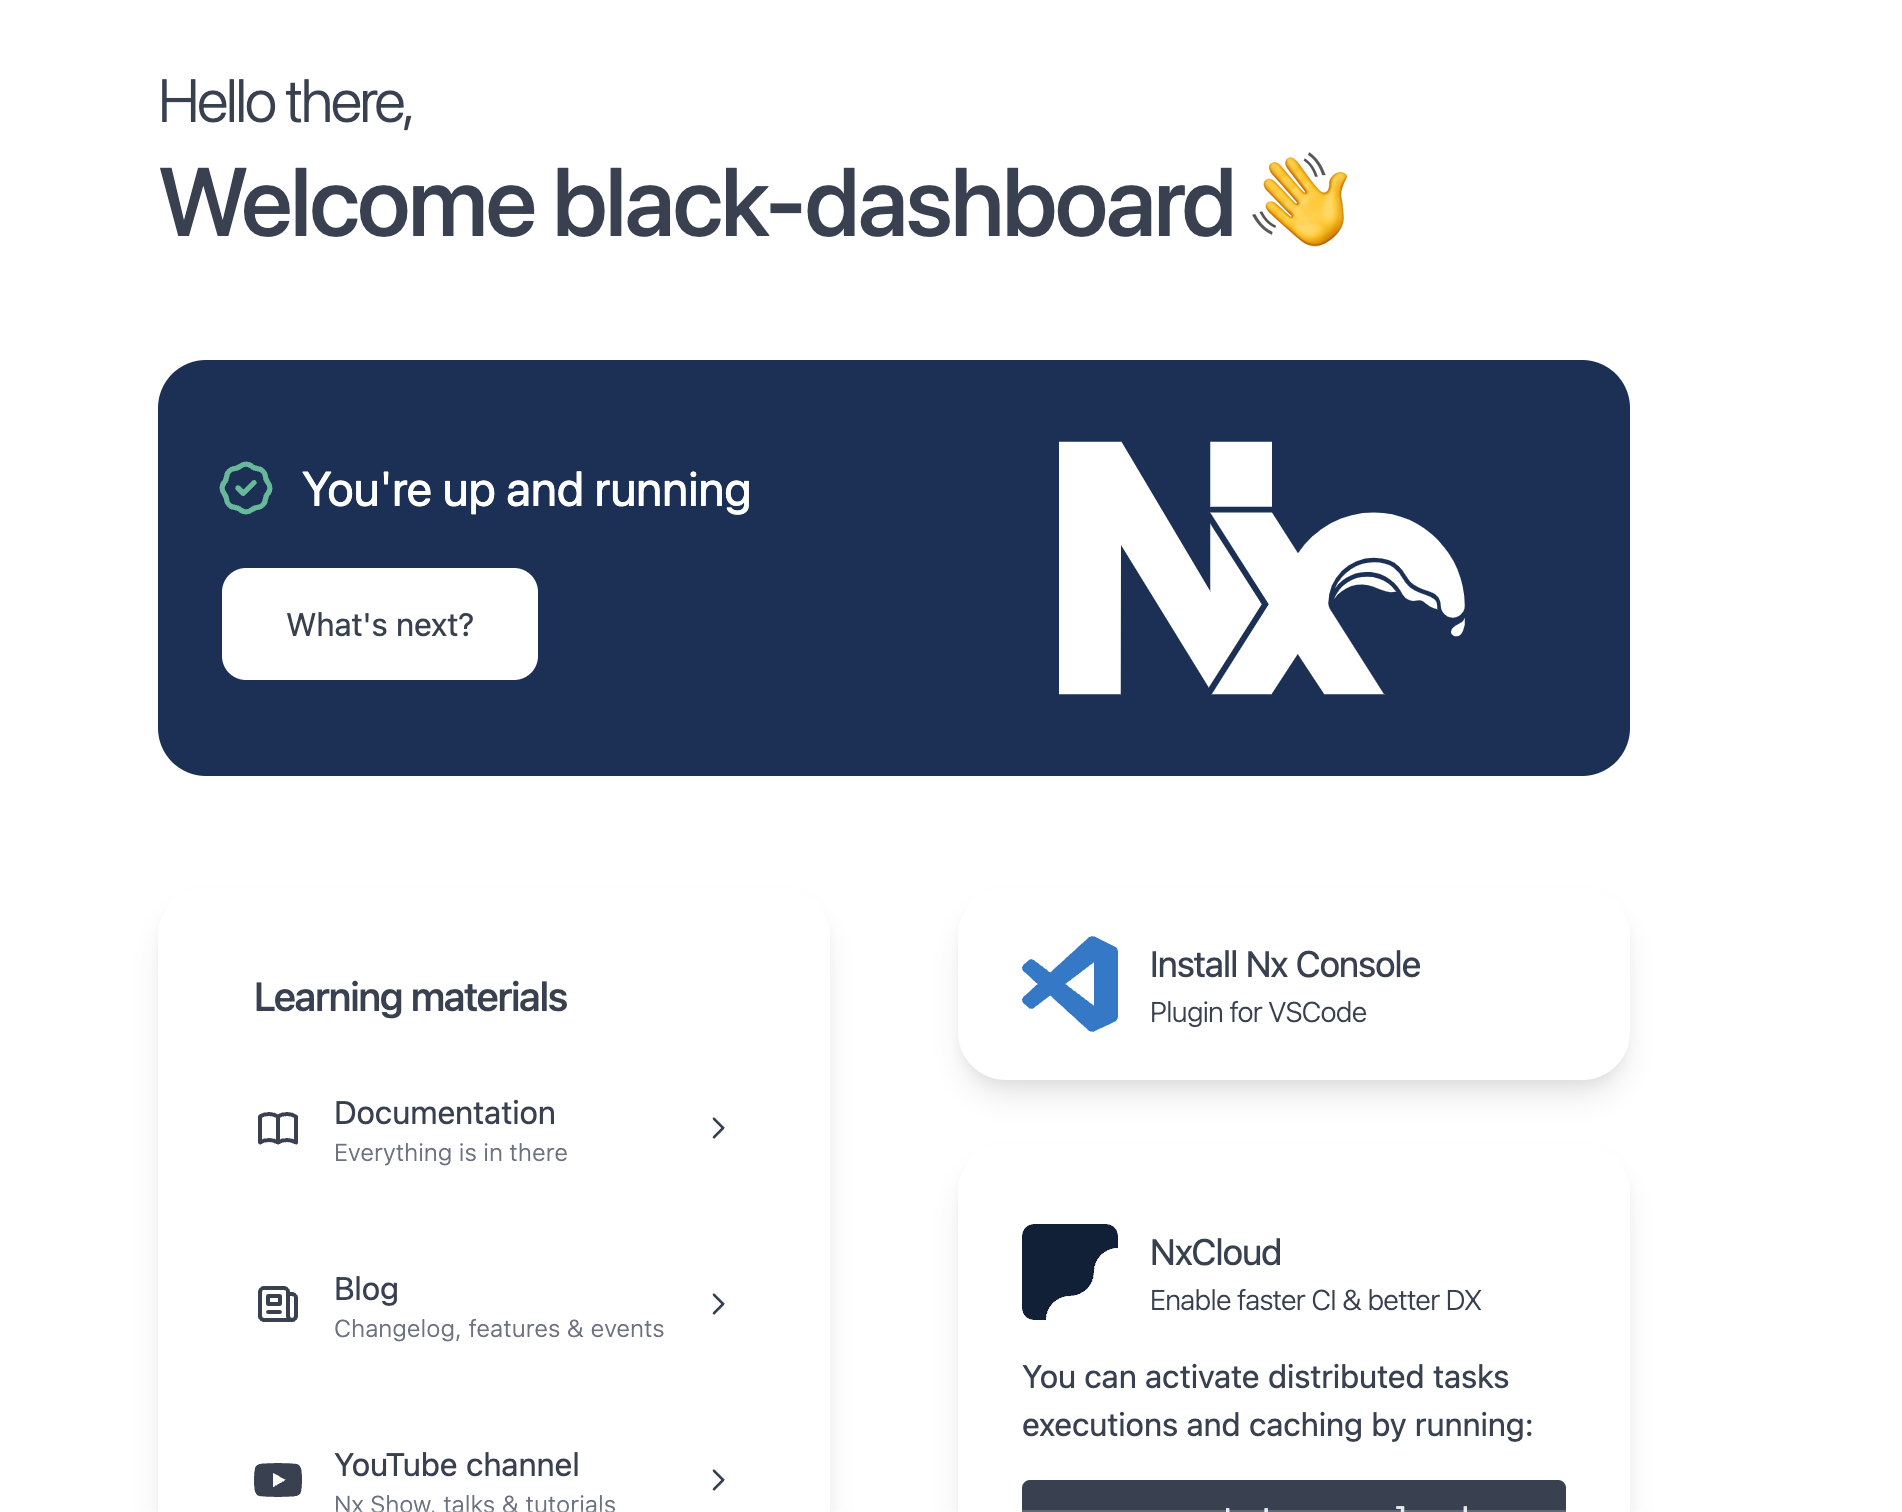 Hello there,
Welcome black-dashboard 👋
You're up and running
What's next?
Nx
Learning materials
Documentation
Everything is in there
Blog
Changelog, features & events
YouTube channel
Nx Show, talks & tutorials
Install Nx Console
Plugin for VSCode
NxCloud
Enable faster CI & better DX
You can activate distributed tasks
executions and caching by running: